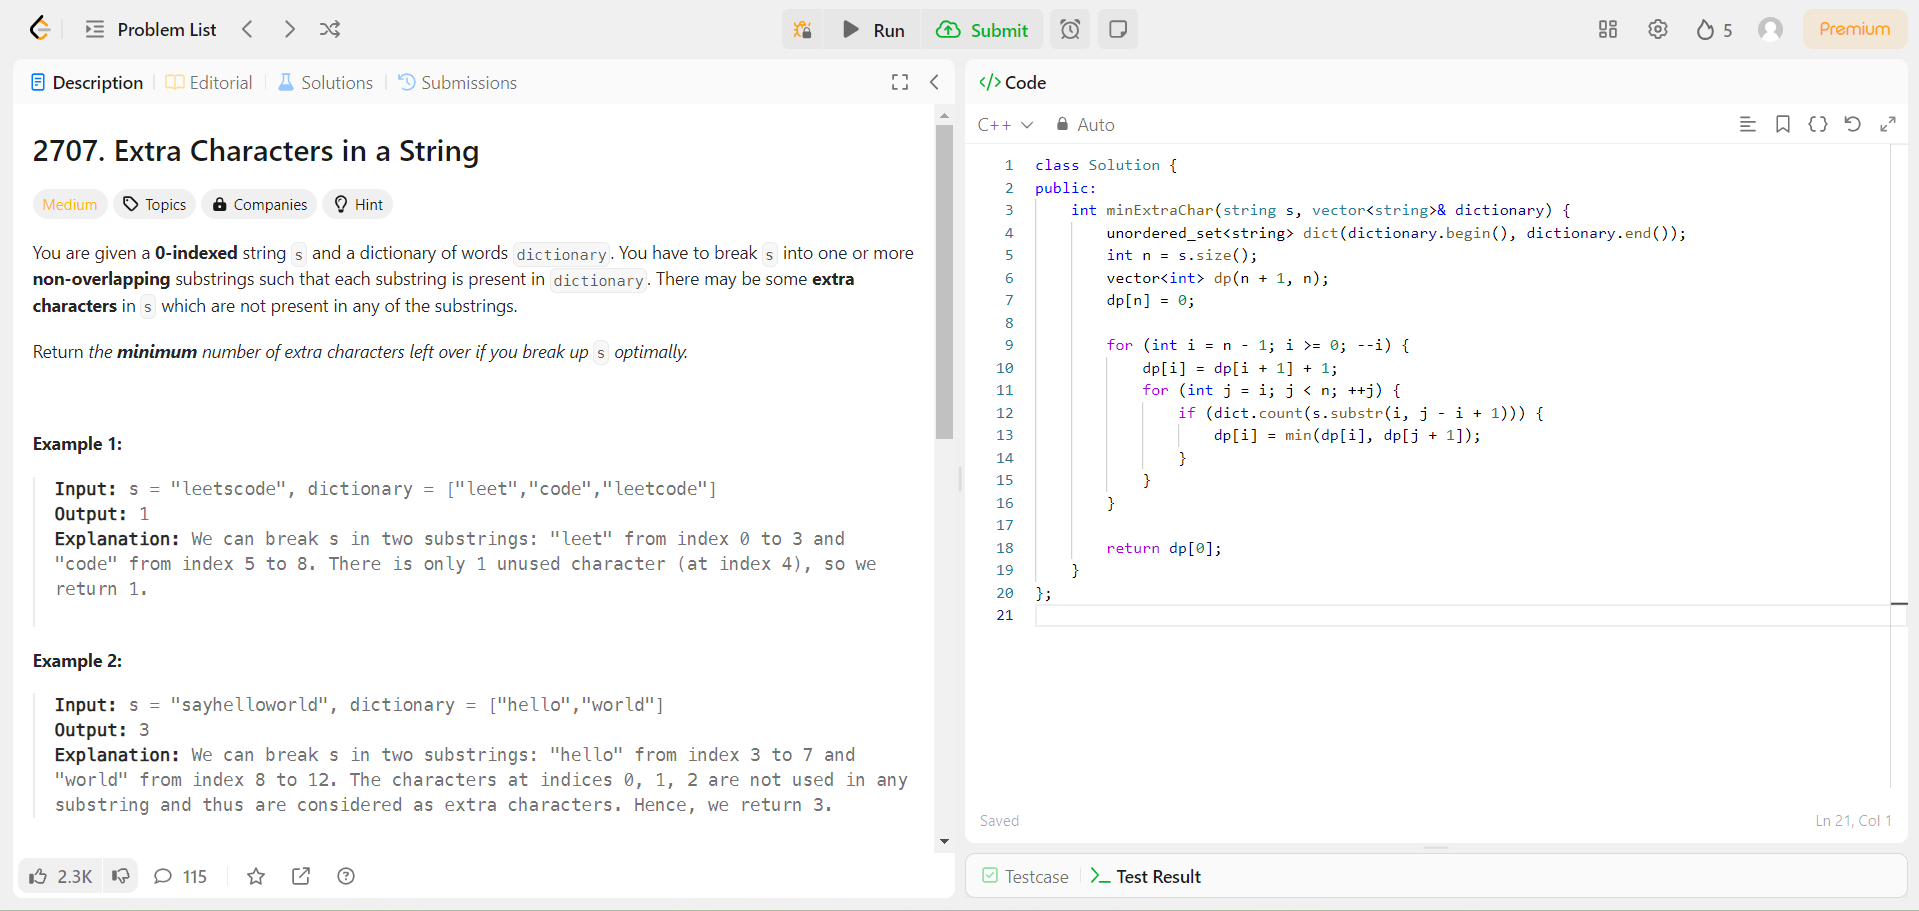 Problem List
Run
Submit
5
Premium
Description
Editorial
Solutions
Submissions
2707. Extra Characters in a String
Medium
Topics
Companies
Hint
You are given a 0-indexed string s and a dictionary of words dictionary. You have to break s into one or more
non-overlapping substrings such that each substring is present in dictionary. There may be some extra
characters in s which are not present in any of the substrings.
Return the minimum number of extra characters left over if you break up s optimally.
Example 1:
Input: s = "leetscode", dictionary = ["leet","code","leetcode"]
Output: 1
Explanation: We can break s in two substrings: "leet" from index 0 to 3 and
"code" from index 5 to 8. There is only 1 unused character (at index 4), so we
return 1.
Example 2:
Input: s = "sayhelloworld", dictionary = ["hello","world"]
Output: 3
Explanation: We can break s in two substrings: "hello" from index 3 to 7 and
"world" from index 8 to 12. The characters at indices 0, 1, 2 are not used in any
substring and thus are considered as extra characters. Hence, we return 3.
2.3K
115
</> Code
C++
Auto
1 class Solution {
2 public:
3     int minExtraChar(string s, vector<string>& dictionary) {
4         unordered_set<string> dict(dictionary.begin(), dictionary.end());
5         int n = s.size();
6         vector<int> dp(n + 1, n);
7         dp[n] = 0;
8
9         for (int i = n - 1; i >= 0; --i) {
10             dp[i] = dp[i + 1] + 1;
11             for (int j = i; j < n; ++j) {
12                 if (dict.count(s.substr(i, j - i + 1))) {
13                     dp[i] = min(dp[i], dp[j + 1]);
14                 }
15             }
16         }
17
18         return dp[0];
19     }
20 };
21
Saved
Ln 21, Col 1
Testcase
Test Result